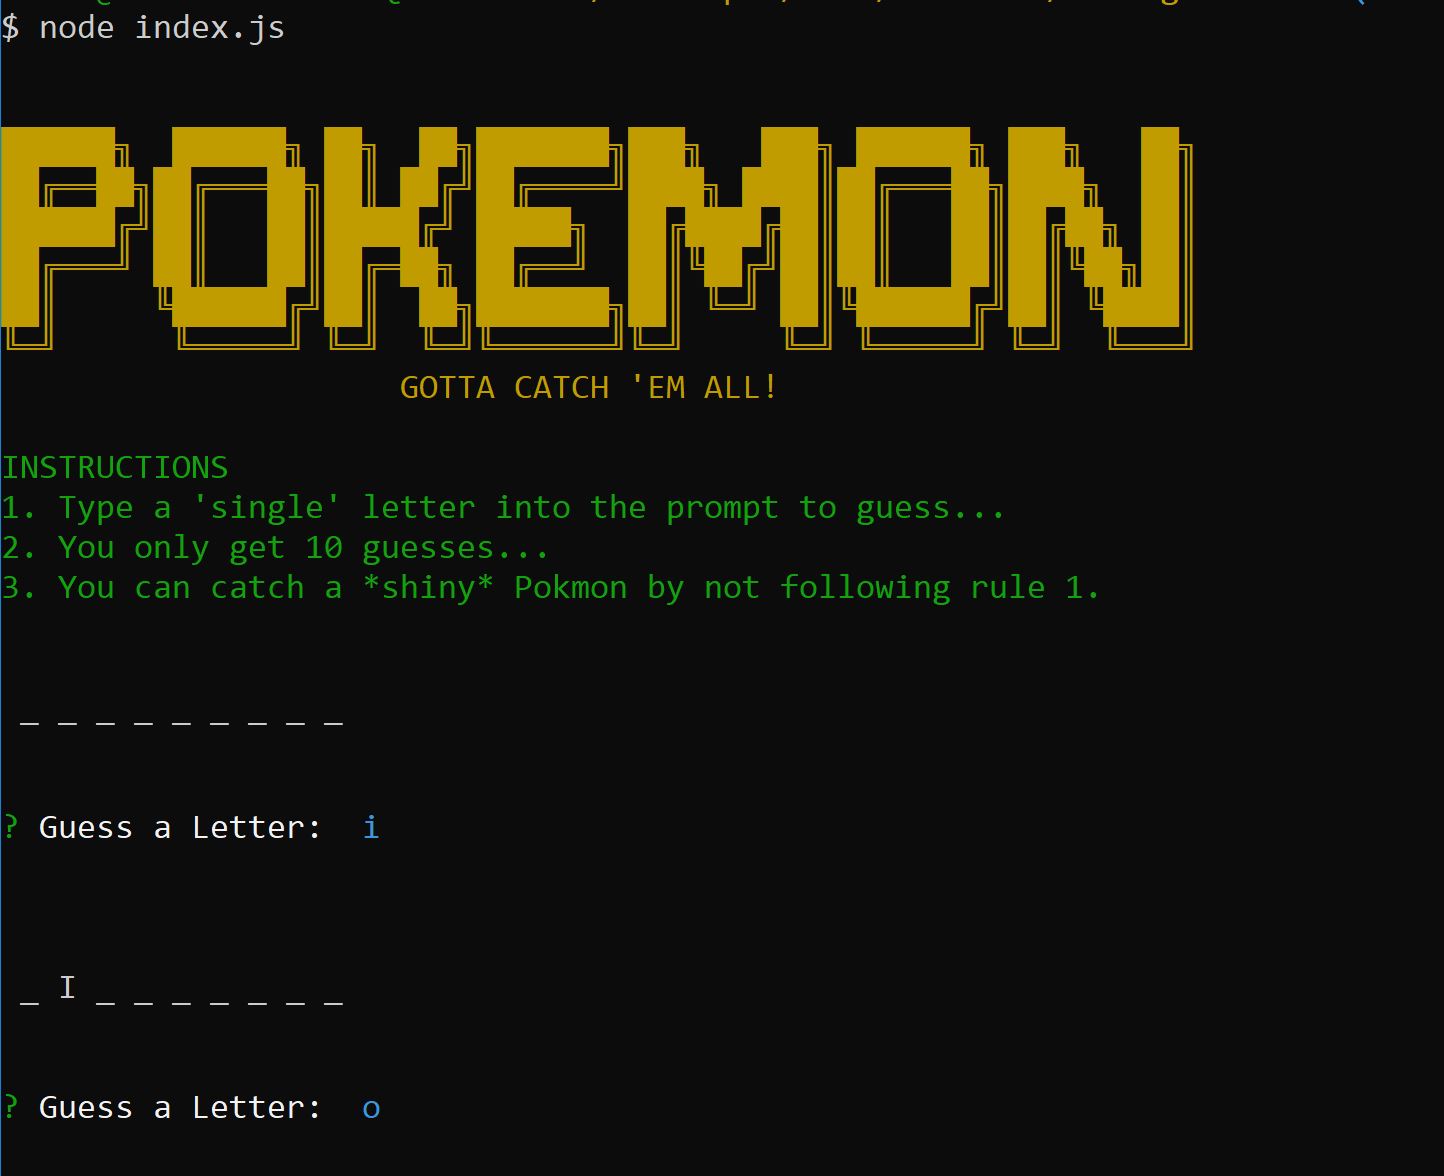 $ node index.js
POKEMON
GOTTA CATCH 'EM ALL!
INSTRUCTIONS
1. Type a 'single' letter into the prompt to guess...
2. You only get 10 guesses...
3. You can catch a *shiny* Pokmon by not following rule 1.
_ _ _ _ _ _ _ _ _
? Guess a Letter:  i
_ I _ _ _ _ _ _ _
? Guess a Letter:  o